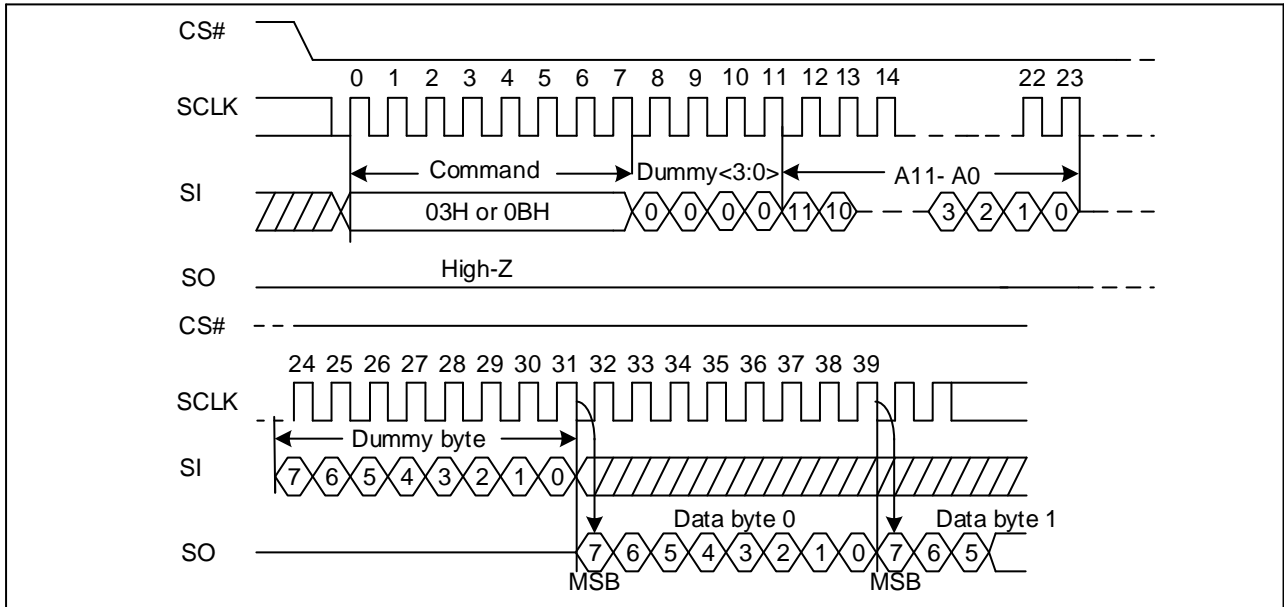 CS#
0 1 2 3 4 5 6 7 8 9 10 11 12 13 14 22 23
SCLK
Command Dummy<3:0> A11- A0
SI
03H or 0BH 0 0 0 0 11 10 3 2 1 0
High-Z
SO
CS#
24 25 26 27 28 29 30 31 32 33 34 35 36 37 38 39
SCLK
Dummy byte
SI
7 6 5 4 3 2 1 0
Data byte 0 Data byte 1
SO
7 6 5 4 3 2 1 0 7 6 5
MSB MSB